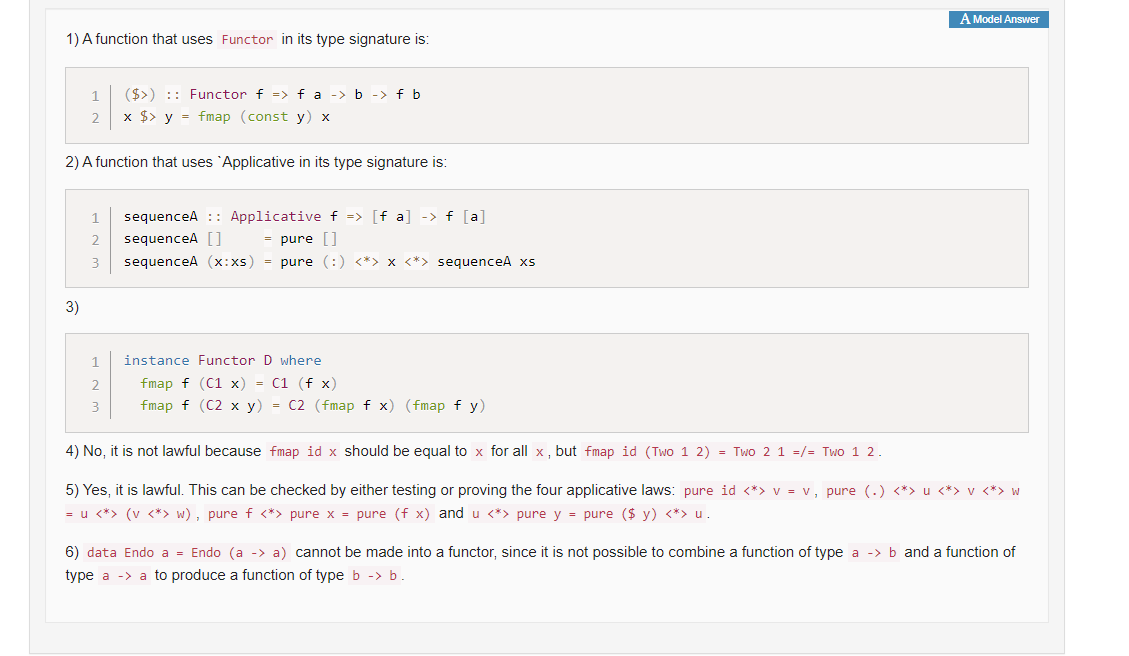 A Model Answer
1) A function that uses Functor in its type signature is:
1 ($>) :: Functor f => f a -> b -> f b
2 x $> y = fmap (const y) x
2) A function that uses `Applicative in its type signature is:
1 sequenceA :: Applicative f => [f a] -> f [a]
2 sequenceA []     = pure []
3 sequenceA (x:xs) = pure (:) <*> x <*> sequenceA xs
3)
1 instance Functor D where
2   fmap f (C1 x) = C1 (f x)
3   fmap f (C2 x y) = C2 (fmap f x) (fmap f y)
4) No, it is not lawful because fmap id x should be equal to x for all x, but fmap id (Two 1 2) = Two 2 1 =/= Two 1 2.
5) Yes, it is lawful. This can be checked by either testing or proving the four applicative laws: pure id <*> v = v, pure (.) <*> u <*> v <*> w
= u <*> (v <*> w), pure f <*> pure x = pure (f x) and u <*> pure y = pure ($ y) <*> u.
6) data Endo a = Endo (a -> a) cannot be made into a functor, since it is not possible to combine a function of type a -> b and a function of
type a -> a to produce a function of type b -> b.